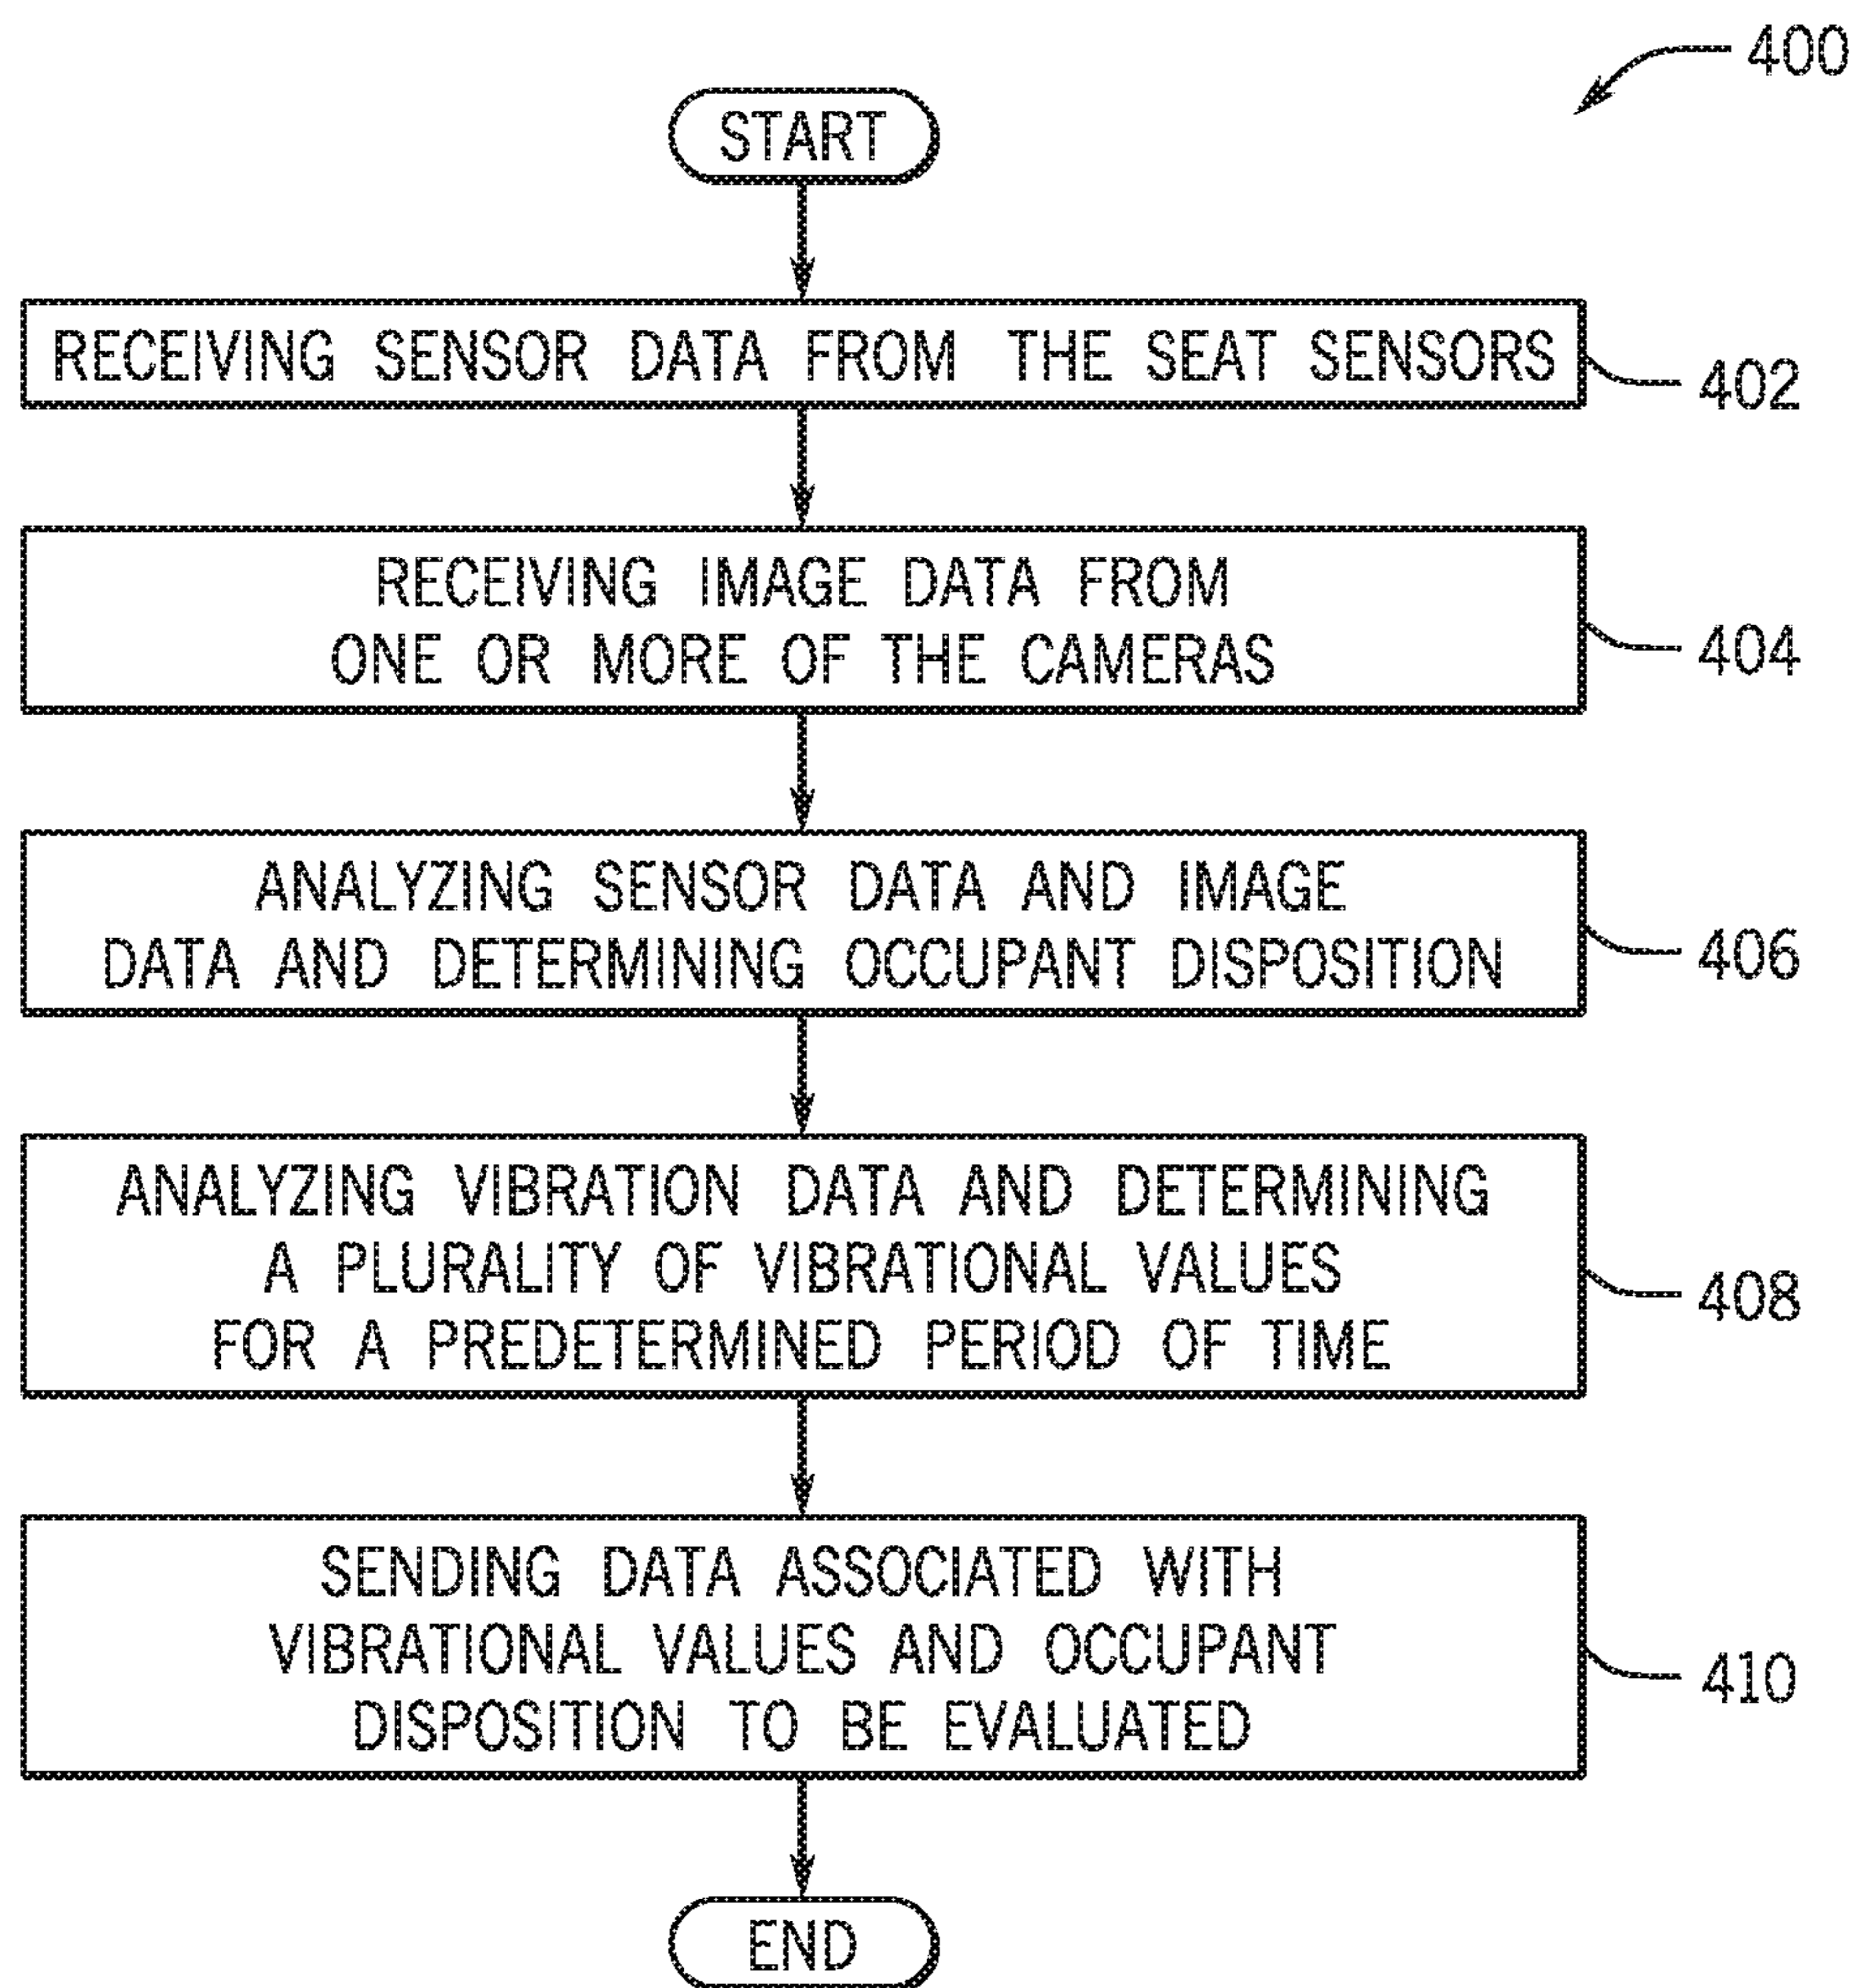 400
START
RECEIVING SENSOR DATA FROM THE SEAT SENSORS
402
RECEIVING IMAGE DATA FROM
ONE OR MORE OF THE CAMERAS
404
ANALYZING SENSOR DATA AND IMAGE
DATA AND DETERMINING OCCUPANT DISPOSITION
406
ANALYZING VIBRATION DATA AND DETERMINING
A PLURALITY OF VIBRATIONAL VALUES
FOR A PREDETERMINED PERIOD OF TIME
408
SENDING DATA ASSOCIATED WITH
VIBRATIONAL VALUES AND OCCUPANT
DISPOSITION TO BE EVALUATED
410
END